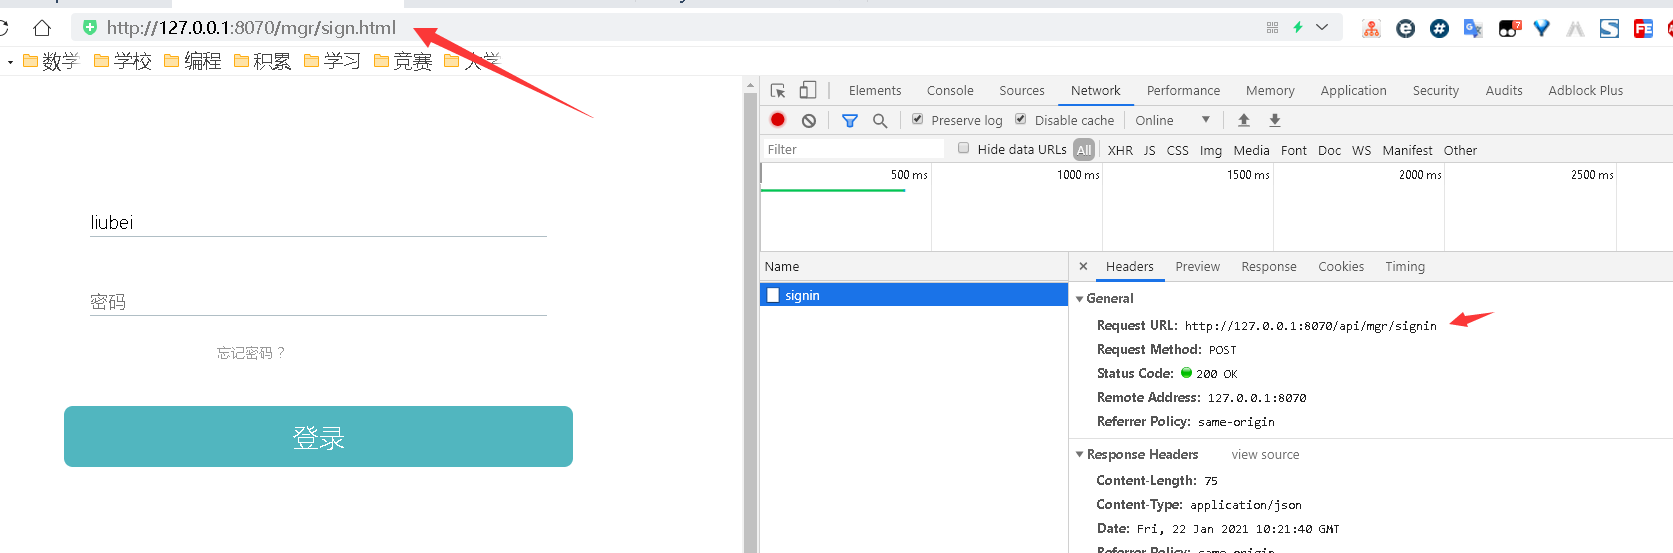 http://127.0.0.1:8070/mgr/sign.html
7
数学 学校 编程 积累 学习 竞赛 大学
liubei
密码
忘记密码？
登录
Elements Console Sources Network Performance Memory Application Security Audits Adblock Plus
Preserve log Disable cache Online
Filter Hide data URLs All XHR JS CSS Img Media Font Doc WS Manifest Other
500 ms 1000 ms 1500 ms 2000 ms 2500 ms
Name
signin
× Headers Preview Response Cookies Timing
General
Request URL: http://127.0.0.1:8070/api/mgr/signin
Request Method: POST
Status Code: 200 OK
Remote Address: 127.0.0.1:8070
Referrer Policy: same-origin
Response Headers view source
Content-Length: 75
Content-Type: application/json
Date: Fri, 22 Jan 2021 10:21:40 GMT
Referrer Policy: same-origin